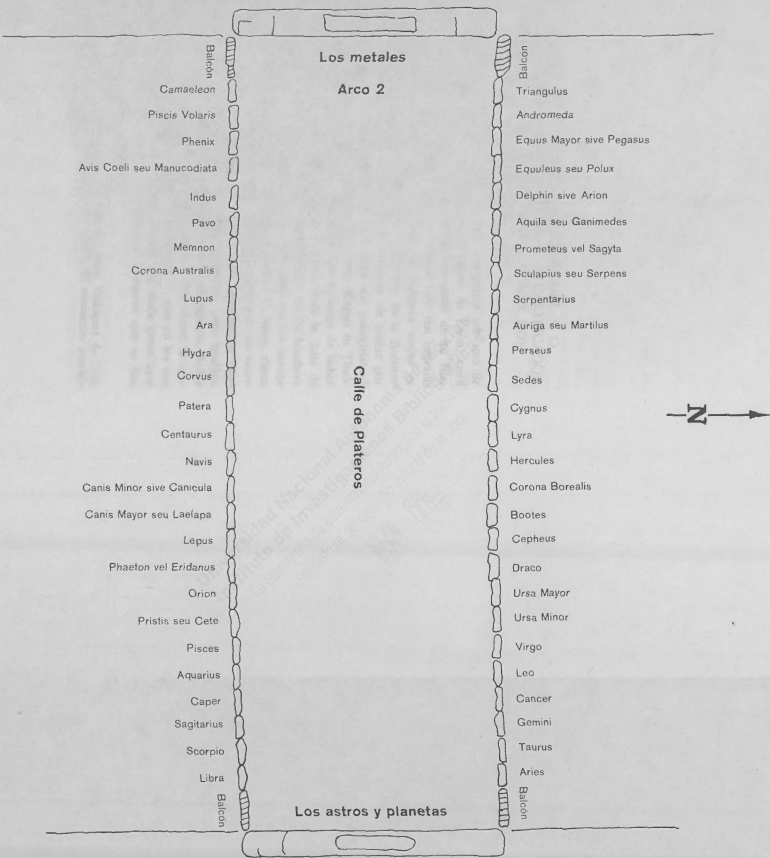 Los metales
Arco 2
Balcón
Camaeleon
Piscis Volaris
Phenix
Avis Coeli seu Manucodiata
Indus
Pavo
Memnon
Corona Australis
Lupus
Ara
Hydra
Corvus
Patera
Centaurus
Navis
Canis Minor sive Canicula
Canis Mayor seu Laelapa
Lepus
Phaeton vel Eridanus
Orion
Pristis seu Cete
Pisces
Aquarius
Caper
Sagitarius
Scorpio
Libra
Balcón
Calle de Plateros
Balcon
Triangulus
Andromeda
Equus Mayor sive Pegasus
Equuleus seu Polux
Delphin sive Arion
Aquila seu Ganimedes
Prometeus vel Sagyta
Sculapius seu Serpens
Serpentarius
Auriga seu Martilus
Perseus
Sedes
Cygnus
Lyra
Hercules
Corona Borealis
Bootes
Cepheus
Draco
Ursa Mayor
Ursa Minor
Virgo
Leo
Cancer
Gemini
Taurus
Aries
Balcón
N
Los astros y planetas